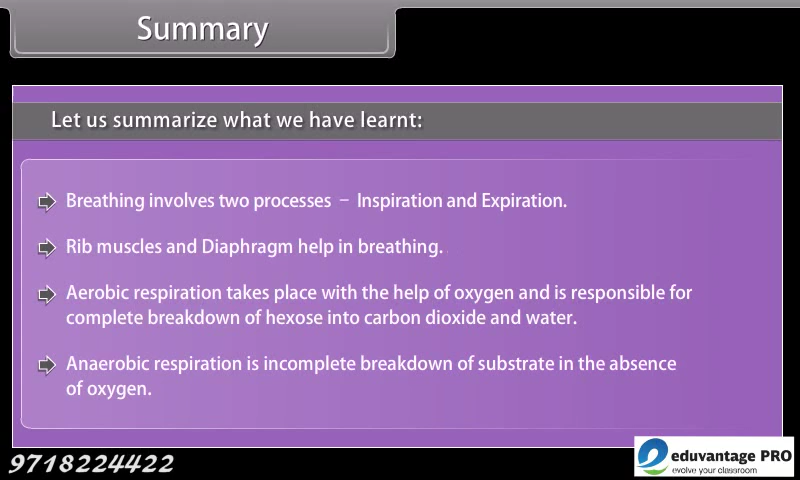 Summary
Let us summarize what we have learnt:
Breathing involves two processes – Inspiration and Expiration.
Rib muscles and Diaphragm help in breathing.
Aerobic respiration takes place with the help of oxygen and is responsible for
complete breakdown of hexose into carbon dioxide and water.
Anaerobic respiration is incomplete breakdown of substrate in the absence
of oxygen.
9718224422
eduvantage PRO
evolve your classroom